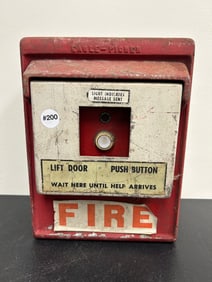 LIGHT INDICATES
MESSAGE SENT
#200
LIFT DOOR PUSH BUTTON
WAIT HERE UNTIL HELP ARRIVES
FIRE